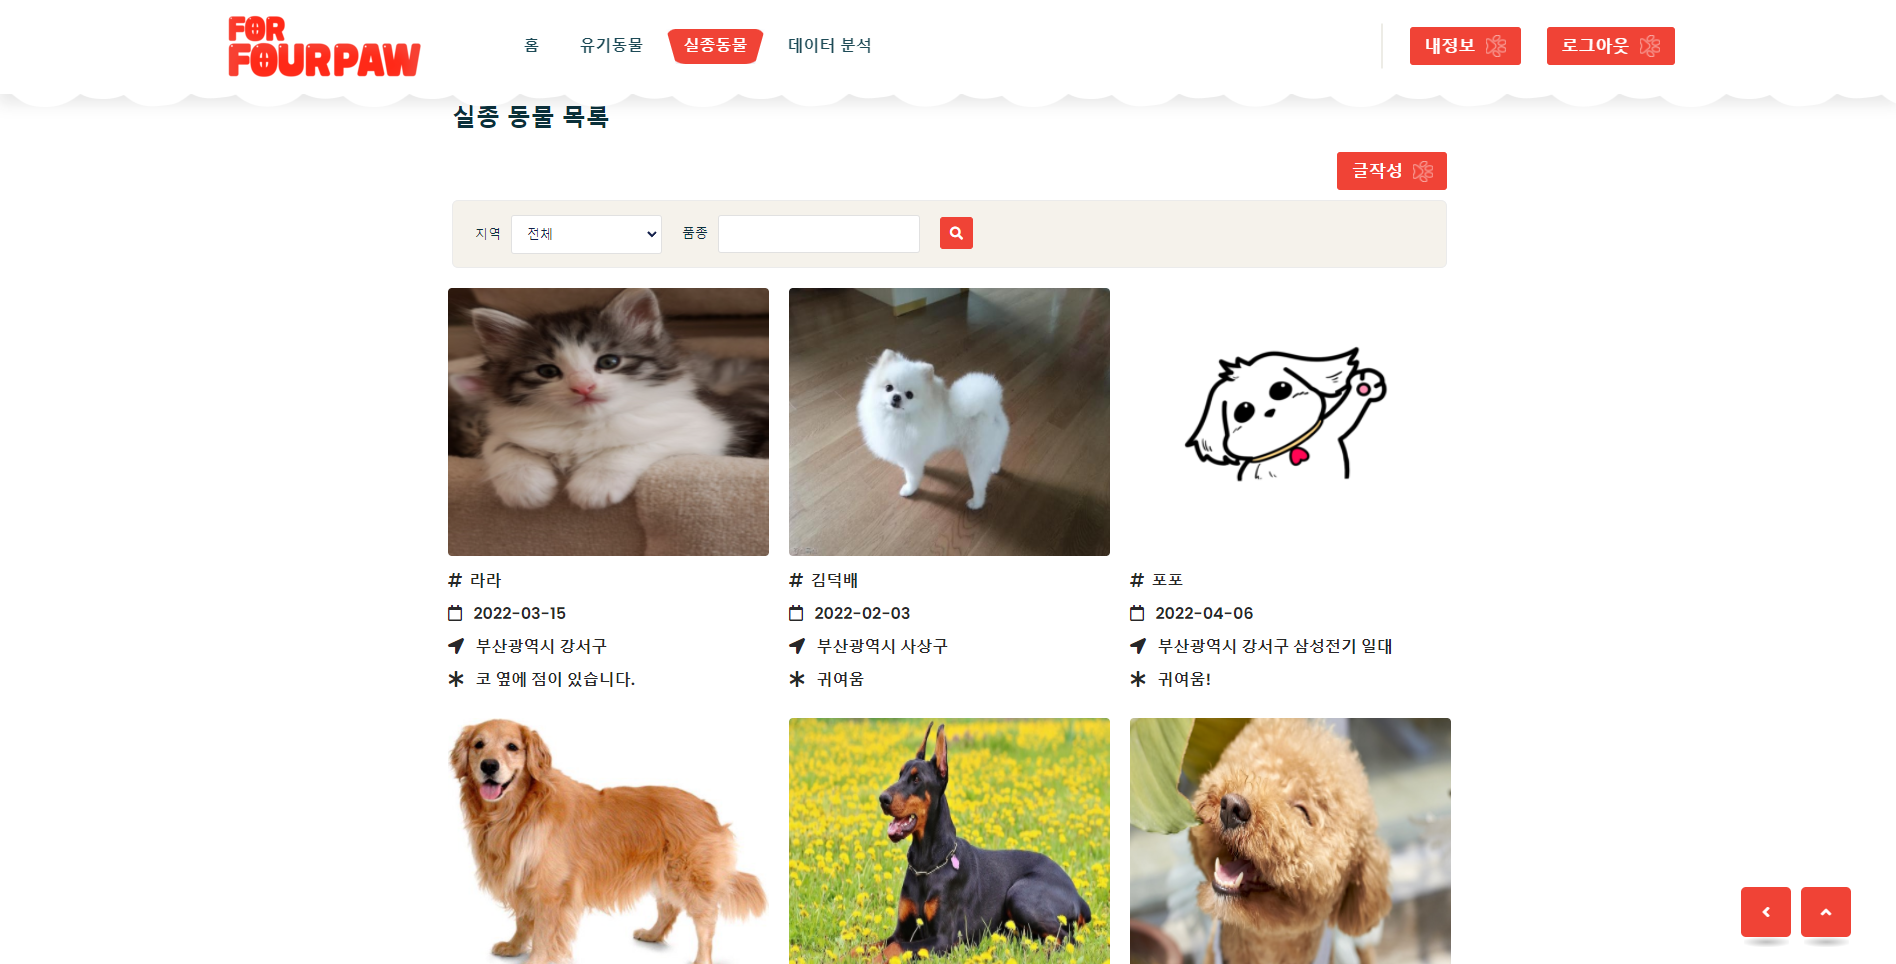 FOR
FOURPAW
홈 유기동물 실종동물 데이터 분석
내정보 로그아웃
실종 동물 목록
글작성
지역 전체 품종
# 라라
2022-03-15
부산광역시 강서구
코 옆에 점이 있습니다.
# 김덕배
2022-02-03
부산광역시 사상구
귀여움
# 포포
2022-04-06
부산광역시 강서구 삼성전기 일대
귀여움!